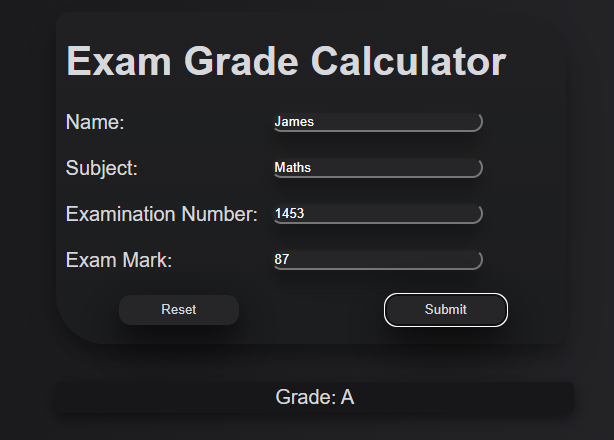 Exam Grade Calculator
Name: James
Subject: Maths
Examination Number: 1453
Exam Mark: 87
Reset Submit
Grade: A